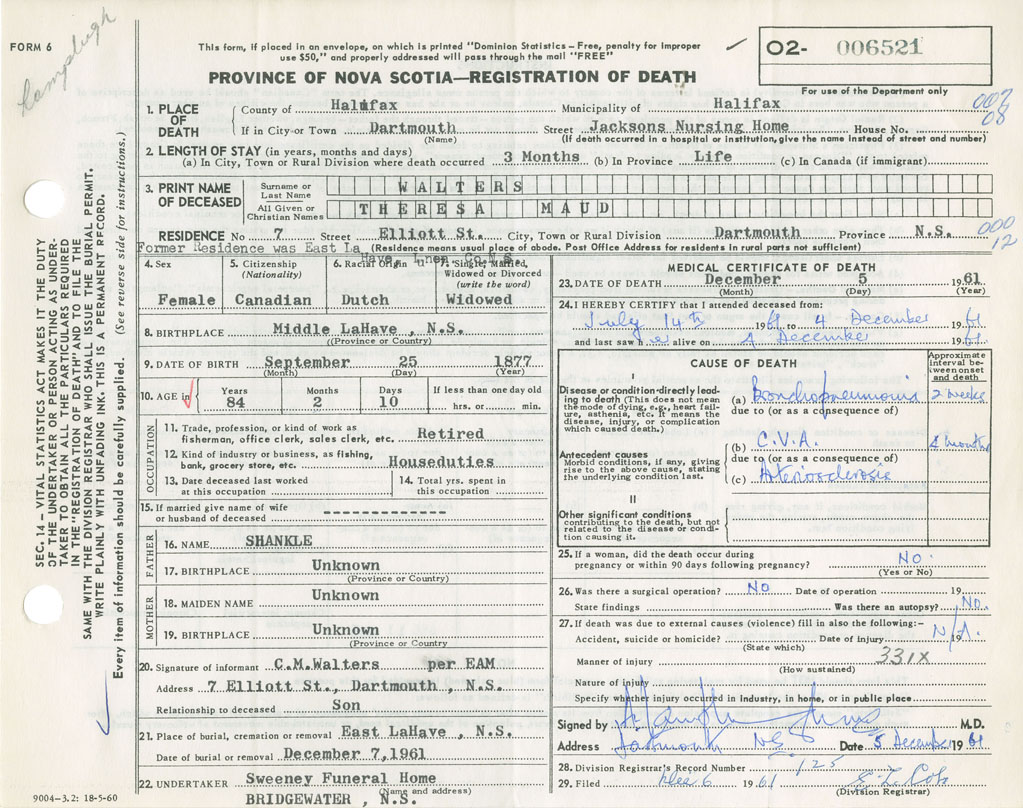 Camplugh
FORM 6
This form, if placed in an envelope, on which is printed "Dominion Statistics – Free, penalty for improper
use $50," and properly addressed will pass through the mail "FREE"
✓ O2- 006521
For use of the Department only
PROVINCE OF NOVA SCOTIA—REGISTRATION OF DEATH
007
08
1. PLACE OF DEATH
County of Halifax Municipality of Halifax
If in City or Town Dartmouth Street Jacksons Nursing Home House No.
(Name) (If death occurred in a hospital or institution, give the name instead of street and number)
2. LENGTH OF STAY (in years, months and days)
(a) In City, Town or Rural Division where death occurred 3 Months (b) In Province Life (c) In Canada (if immigrant)
3. PRINT NAME OF DECEASED
Surname or Last Name WALTERS
All Given or Christian Names THERESA MAUD
RESIDENCE No 7 Street Elliott St. City, Town or Rural Division Dartmouth Province N.S.
000
12
Former Residence was East La (Residence means usual place of abode. Post Office Address for residents in rural parts not sufficient)
Have, Lunen Co.N.S.
4. Sex 5. Citizenship (Nationality) 6. Racial Origin 7. Single, Married, Widowed or Divorced (write the word)
Female Canadian Dutch Widowed
8. BIRTHPLACE Middle LaHave, N.S.
(Province or Country)
9. DATE OF BIRTH September 25 1877
(Month) (Day) (Year)
10. AGE in Years Months Days If less than one day old
84 2 10 hrs. or min.
OCCUPATION
11. Trade, profession, or kind of work as
fisherman, office clerk, sales clerk, etc. Retired
12. Kind of industry or business, as fishing,
bank, grocery store, etc. Houseduties
13. Date deceased last worked
at this occupation
14. Total yrs. spent in
this occupation
15. If married give name of wife
or husband of deceased -------------
FATHER
16. NAME SHANKLE
17. BIRTHPLACE Unknown
(Province or Country)
MOTHER
18. MAIDEN NAME Unknown
19. BIRTHPLACE Unknown
(Province or Country
20. Signature of informant C.M.Walters per EAM
Address 7 Elliott St., Dartmouth, N.S.
Relationship to deceased Son
21. Place of burial, cremation or removal East LaHave, N.S.
Date of burial or removal December 7,1961
22. UNDERTAKER Sweeney Funeral Home
(Name and address)
BRIDGEWATER, N.S.
MEDICAL CERTIFICATE OF DEATH
23. DATE OF DEATH December 5 1961
(Month) (Day) (Year)
24. I HEREBY CERTIFY that I attended deceased from:
July 14th 1961 to 4 December 1961
and last saw her alive on 4 December 1961
CAUSE OF DEATH
Approximate interval between onset and death
I
Disease or condition directly leading to death (This does not mean
the mode of dying, e.g., heart failure, asthenia, etc. It means the
disease, injury, or complication
which caused death.)
(a) Bronchopneumonia 2 weeks
due to (or as a consequence of)
(b) C.V.A. months
Antecedent causes
Morbid conditions, if any, giving
rise to the above cause, stating
the underlying condition last.
due to (or as a consequence of)
(c) Arteriosclerosis
II
Other significant conditions
contributing to the death, but not
related to the disease or condition causing it.
25. If a woman, did the death occur during
pregnancy or within 90 days following pregnancy? No.
(Yes or No)
26. Was there a surgical operation? No Date of operation 19
State findings Was there an autopsy? No.
27. If death was due to external causes (violence) fill in also the following:–
Accident, suicide or homicide? Date of injury N/A. 19
(State which)
Manner of injury 331X
(How sustained)
Nature of injury
Specify whether injury occurred in industry, in home, or in public place
Signed by M.D.
Address Dartmouth N.S. Date 5 December 1961
28. Division Registrar's Record Number 125
29. Filed Dec 6 1961
(Division Registrar)
SEC. 14 – VITAL STATISTICS ACT MAKES IT THE DUTY
OF THE UNDERTAKER OR PERSON ACTING AS UNDER-
TAKER TO OBTAIN ALL THE PARTICULARS REQUIRED
IN THE "REGISTRATION OF DEATH" AND TO FILE THE
SAME WITH THE DIVISION REGISTRAR WHO SHALL ISSUE THE BURIAL PERMIT.
WRITE PLAINLY WITH UNFADING INK. THIS IS A PERMANENT RECORD.
Every item of information should be carefully supplied. (See reverse side for instructions.)
9004–3.2: 18-5-60